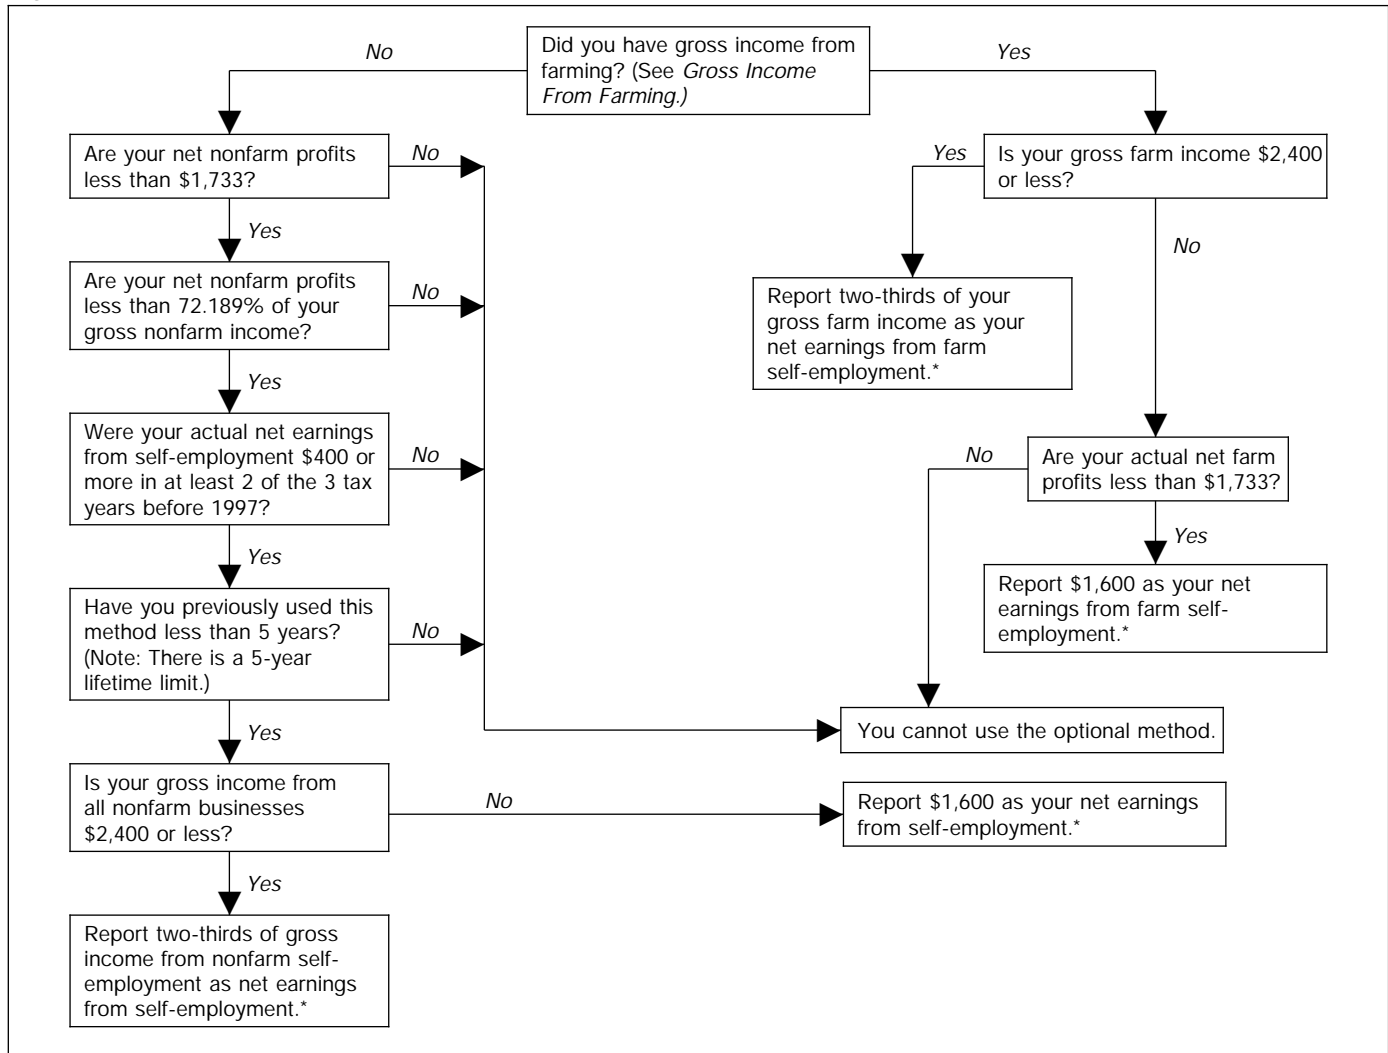 Did you have gross income from
farming? (See Gross Income
From Farming.)
No
Yes
Are your net nonfarm profits
less than $1,733?
No
Yes
Is your gross farm income $2,400
or less?
Yes
No
Are your net nonfarm profits
less than 72.189% of your
gross nonfarm income?
No
Yes
Report two-thirds of your
gross farm income as your
net earnings from farm
self-employment.*
Were your actual net earnings
from self-employment $400 or
more in at least 2 of the 3 tax
years before 1997?
No
Yes
No
Are your actual net farm
profits less than $1,733?
Yes
Have you previously used this
method less than 5 years?
(Note: There is a 5-year
lifetime limit.)
No
Yes
Report $1,600 as your net
earnings from farm self-
employment.*
You cannot use the optional method.
Is your gross income from
all nonfarm businesses
$2,400 or less?
No
Report $1,600 as your net earnings
from self-employment.*
Yes
Report two-thirds of gross
income from nonfarm self-
employment as net earnings
from self-employment.*